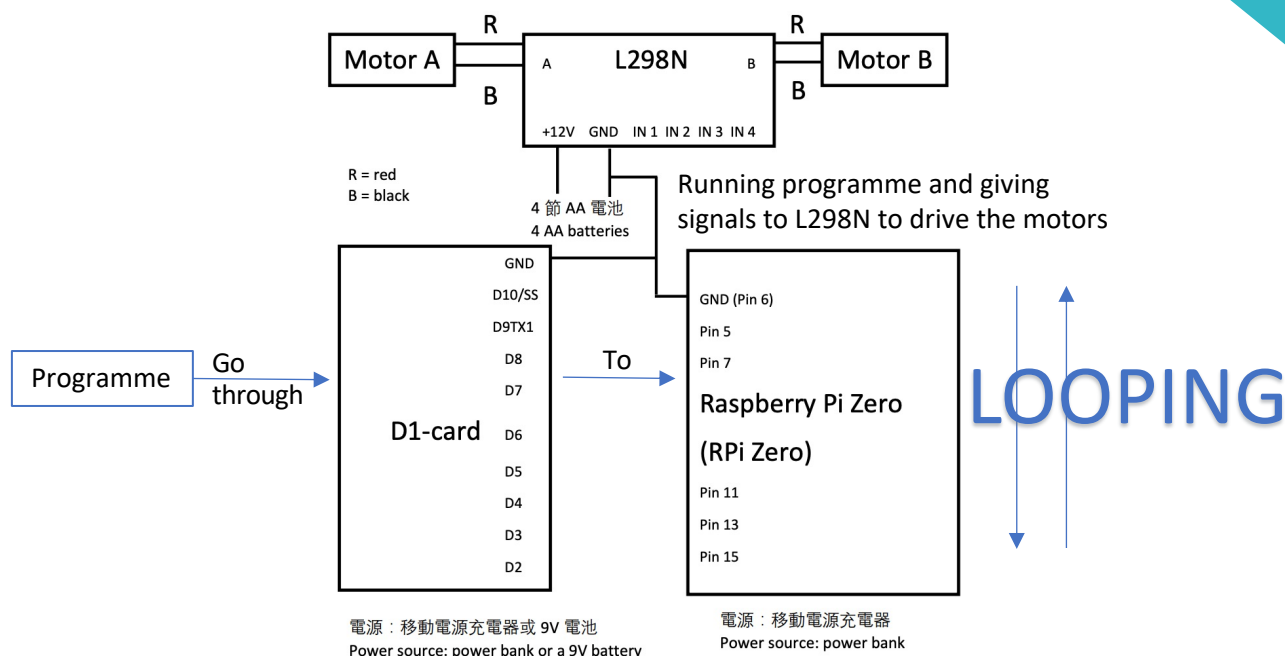 R
R
Motor A
A
L298N
B
Motor B
B
B
+12V GND IN 1 IN 2 IN 3 IN 4
R = red
B = black
4 節 AA 電池
4 AA batteries
Running programme and giving
signals to L298N to drive the motors
Programme
Go
through
GND
D10/SS
D9TX1
D8
D7
D1-card
D6
D5
D4
D3
D2
To
GND (Pin 6)
Pin 5
Pin 7
Raspberry Pi Zero
(RPi Zero)
Pin 11
Pin 13
Pin 15
LOOPING
電源：移動電源充電器或 9V 電池
Power source: power bank or a 9V battery
電源：移動電源充電器
Power source: power bank